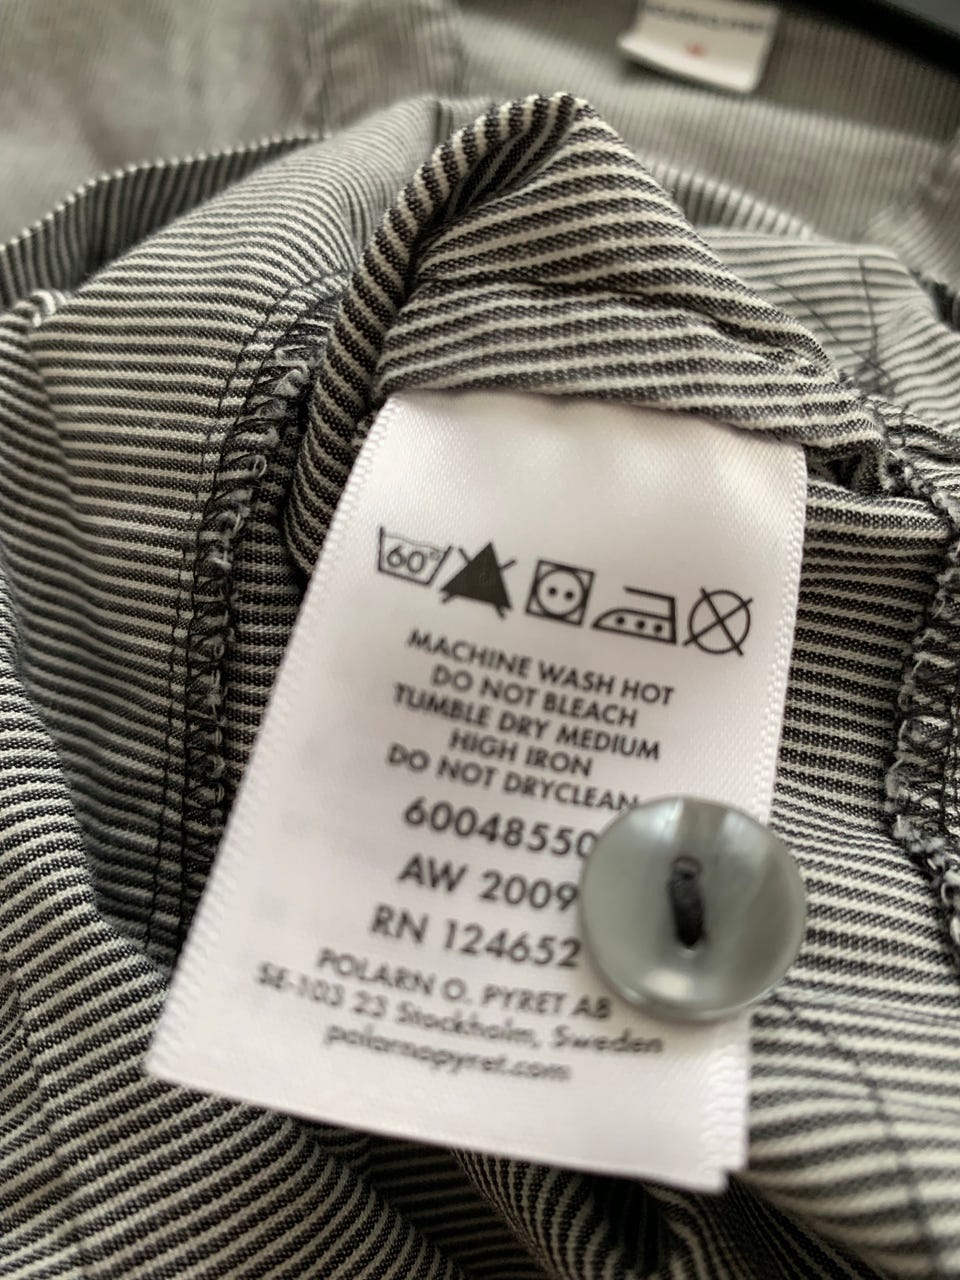 60°
MACHINE WASH HOT
DO NOT BLEACH
TUMBLE DRY MEDIUM
HIGH IRON
DO NOT DRYCLEAN
60048550
AW 2009
RN 124652
POLARN O. PYRET AB
SE-103 23 Stockholm, Sweden
polarnopyret.com